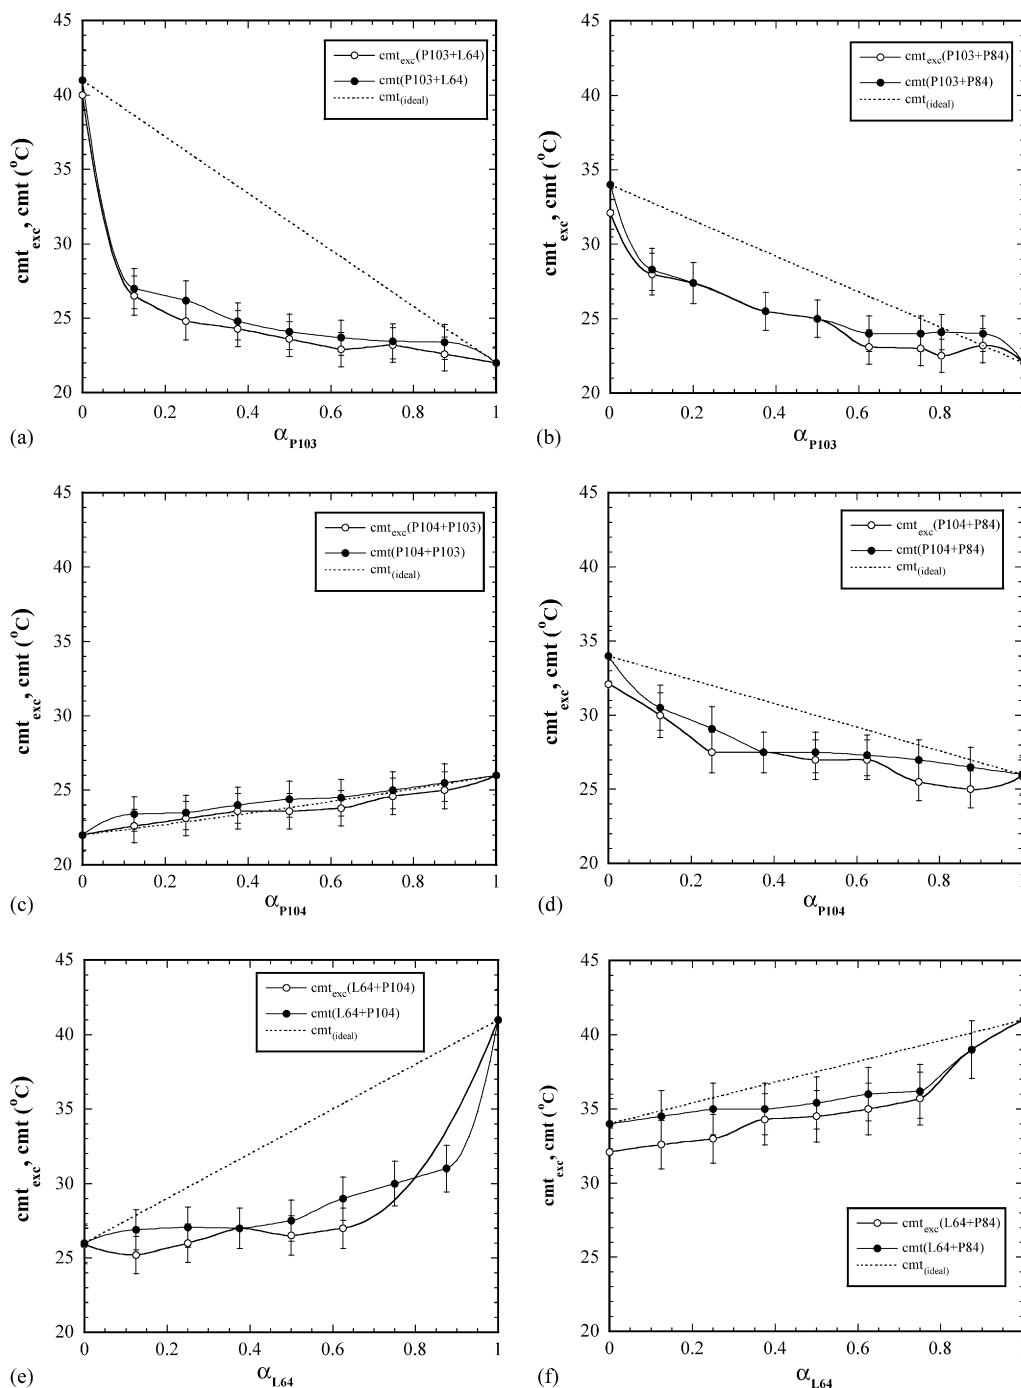 45
40
35
30
25
20
cmt_exc, cmt (°C)
cmt_exc(P103+L64)
cmt(P103+L64)
cmt_(ideal)
0 0.2 0.4 0.6 0.8 1
(a)
α_P103
45
40
35
30
25
20
cmt_exc, cmt (°C)
cmt_exc(P103+P84)
cmt(P103+P84)
cmt_(ideal)
0 0.2 0.4 0.6 0.8 1
(b)
α_P103
45
40
35
30
25
20
cmt_exc, cmt (°C)
cmt_exc(P104+P103)
cmt(P104+P103)
cmt_(ideal)
0 0.2 0.4 0.6 0.8 1
(c)
α_P104
45
40
35
30
25
20
cmt_exc, cmt (°C)
cmt_exc(P104+P84)
cmt(P104+P84)
cmt_(ideal)
0 0.2 0.4 0.6 0.8 1
(d)
α_P104
45
40
35
30
25
20
cmt_exc, cmt (°C)
cmt_exc(L64+P104)
cmt(L64+P104)
cmt_(ideal)
0 0.2 0.4 0.6 0.8 1
(e)
α_L64
45
40
35
30
25
20
cmt_exc, cmt (°C)
cmt_exc(L64+P84)
cmt(L64+P84)
cmt_(ideal)
0 0.2 0.4 0.6 0.8 1
(f)
α_L64